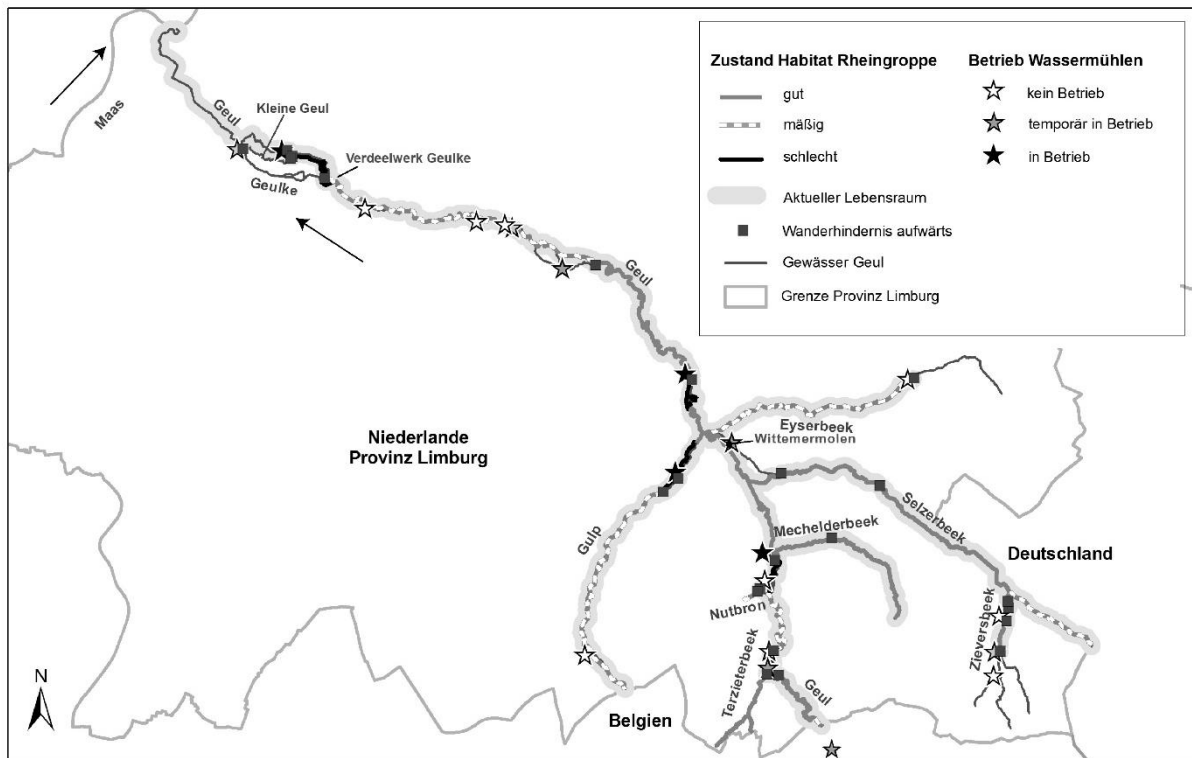 Maas
Geul
Kleine Geul
Verdeelwerk Geulke
Geulke
Geul
Niederlande
Provinz Limburg
Eyserbeek
Wittemermolen
Gulp
Mechelderbeek
Selzerbeek
Deutschland
Nutbron
Zieversbeek
Terzieterbeek
Geul
Belgien
N
Zustand Habitat Rheingroppe
gut
mäßig
schlecht
Aktueller Lebensraum
Wanderhindernis aufwärts
Gewässer Geul
Grenze Provinz Limburg
Betrieb Wassermühlen
kein Betrieb
temporär in Betrieb
in Betrieb